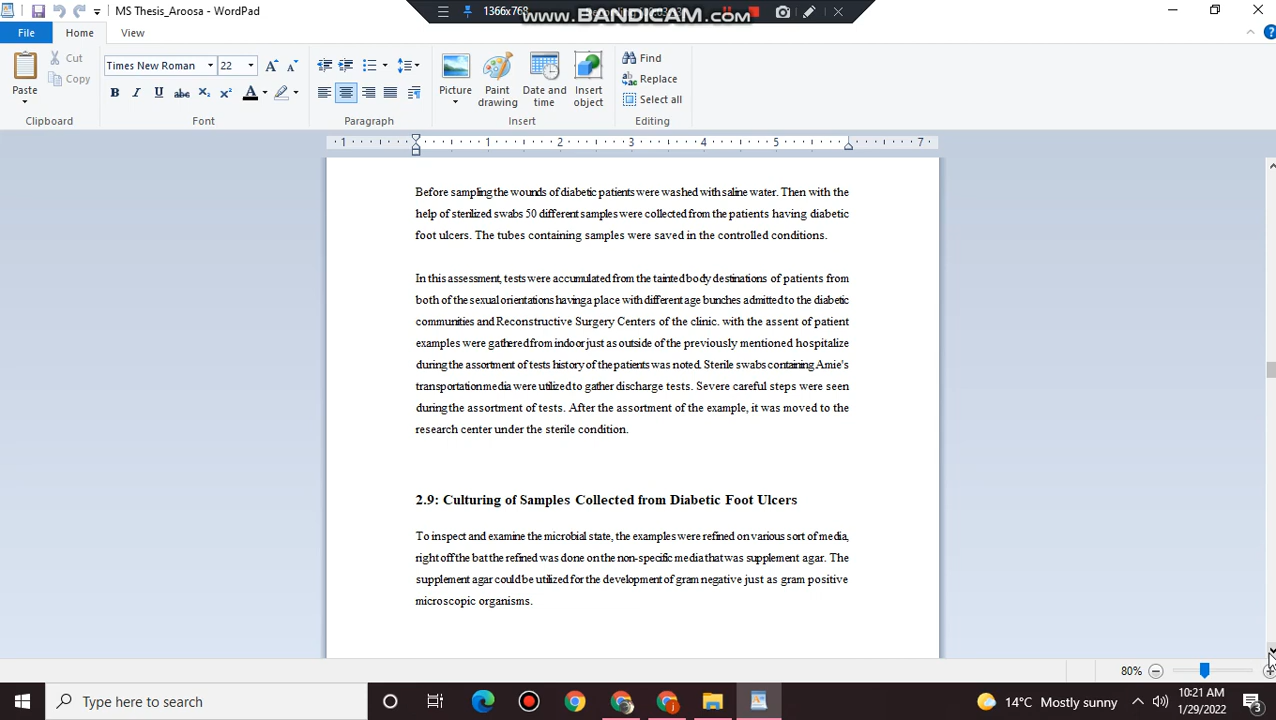 MS Thesis_Aroosa - WordPad
1366x768
www.BANDICAM.com
File
Home
View
Paste
Cut
Copy
Clipboard
Times New Roman
22
Font
Paragraph
Picture
Paint drawing
Date and time
Insert object
Insert
Find
Replace
Select all
Editing
1 1 2 3 4 5 7
Before sampling the wounds of diabetic patients were washed with saline water. Then with the
help of sterilized swabs 50 different samples were collected from the patients having diabetic
foot ulcers. The tubes containing samples were saved in the controlled conditions.
In this assessment, tests were accumulated from the tainted body destinations of patients from
both of the sexual orientations having a place with different age bunches admitted to the diabetic
communities and Reconstructive Surgery Centers of the clinic. with the assent of patient
examples were gathered from indoor just as outside of the previously mentioned hospitalize
during the assortment of tests history of the patients was noted. Sterile swabs containing Amie's
transportation media were utilized to gather discharge tests. Severe careful steps were seen
during the assortment of tests. After the assortment of the example, it was moved to the
research center under the sterile condition.
2.9: Culturing of Samples Collected from Diabetic Foot Ulcers
To inspect and examine the microbial state, the examples were refined on various sort of media,
right off the bat the refined was done on the non-specific media that was supplement agar. The
supplement agar could be utilized for the development of gram negative just as gram positive
microscopic organisms.
80%
Type here to search
14°C Mostly sunny
10:21 AM
1/29/2022
3